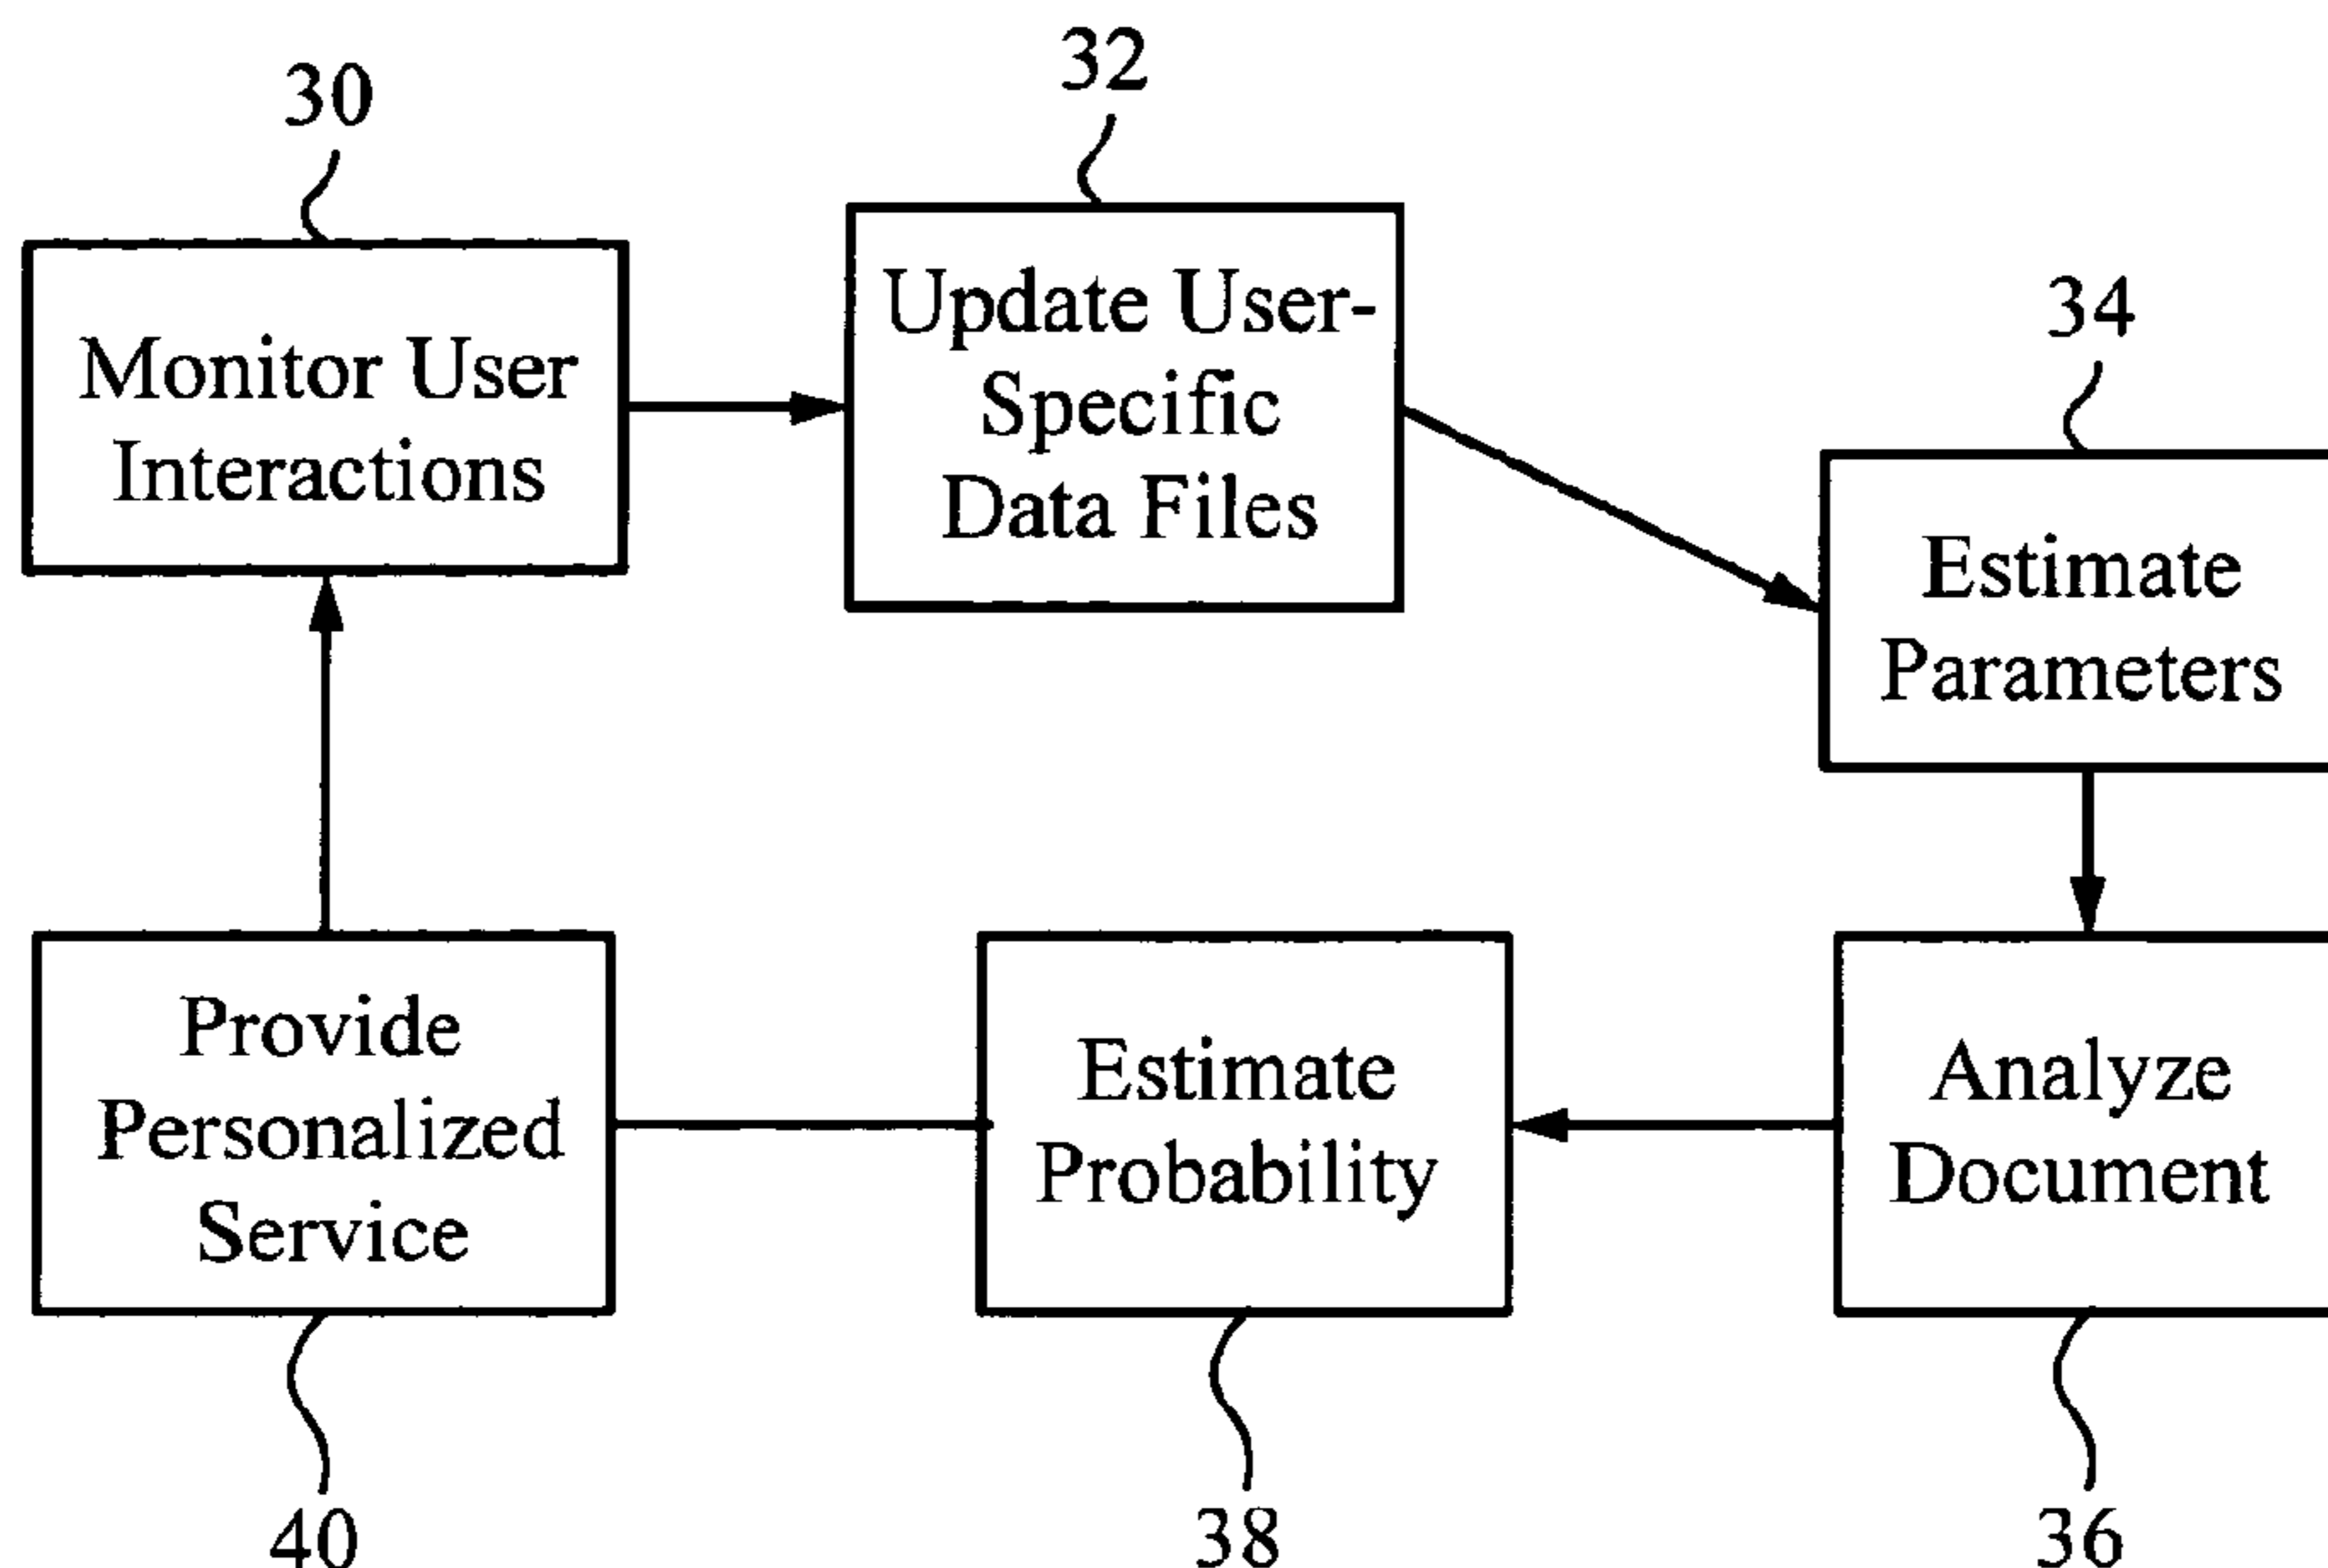 30
Monitor User
Interactions
32
Update User-
Specific
Data Files
34
Estimate
Parameters
Provide
Personalized
Service
40
Estimate
Probability
38
Analyze
Document
36